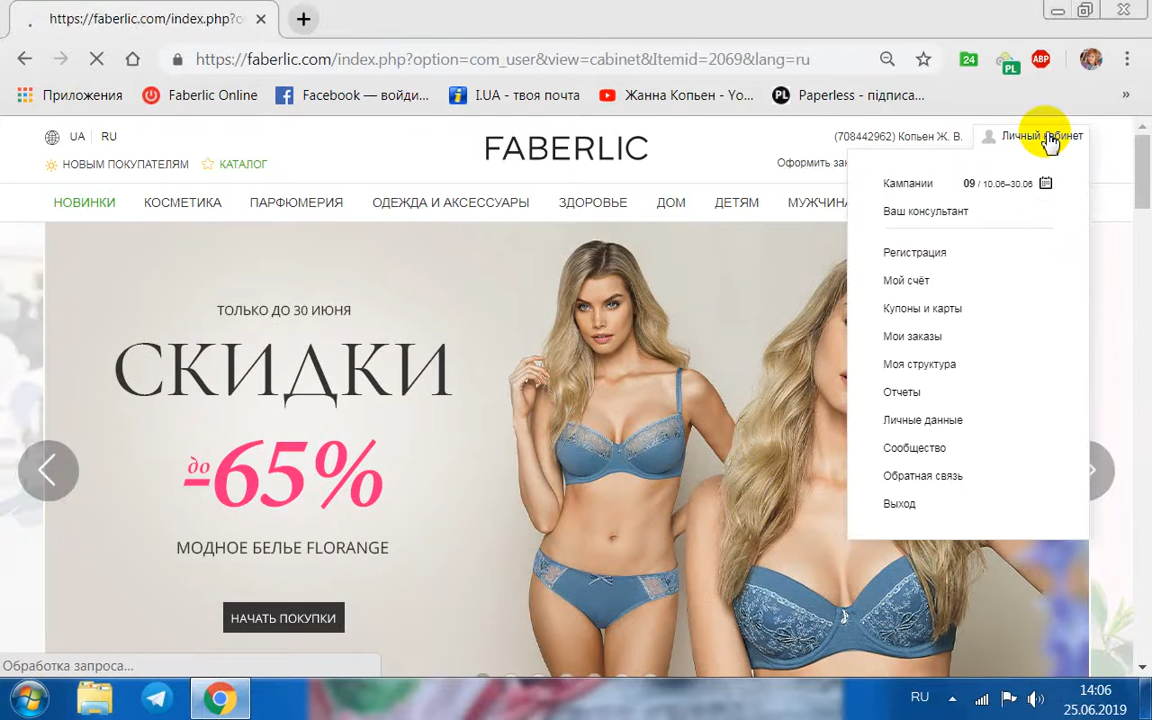 https://faberlic.com/index.php?o
https://faberlic.com/index.php?option=com_user&view=cabinet&Itemid=2069&lang=ru
24
PL
ABP
Приложения
Faberlic Online
Facebook — войди...
I.UA - твоя почта
Жанна Копьен - Yo...
PL
Paperless - підписа...
»
UA
RU
FABERLIC
(708442962) Копьен Ж. В.
Личный кабинет
НОВЫМ ПОКУПАТЕЛЯМ
КАТАЛОГ
Оформить зак
НОВИНКИ
КОСМЕТИКА
ПАРФЮМЕРИЯ
ОДЕЖДА И АКСЕССУАРЫ
ЗДОРОВЬЕ
ДОМ
ДЕТЯМ
МУЖЧИНА
Кампании 09 / 10.06–30.06
Ваш консультант
Регистрация
Мой счёт
Купоны и карты
Мои заказы
Моя структура
Отчеты
Личные данные
Сообщество
Обратная связь
Выход
ТОЛЬКО ДО 30 ИЮНЯ
СКИДКИ
до -65%
МОДНОЕ БЕЛЬЕ FLORANGE
НАЧАТЬ ПОКУПКИ
Обработка запроса...
RU
14:06
25.06.2019